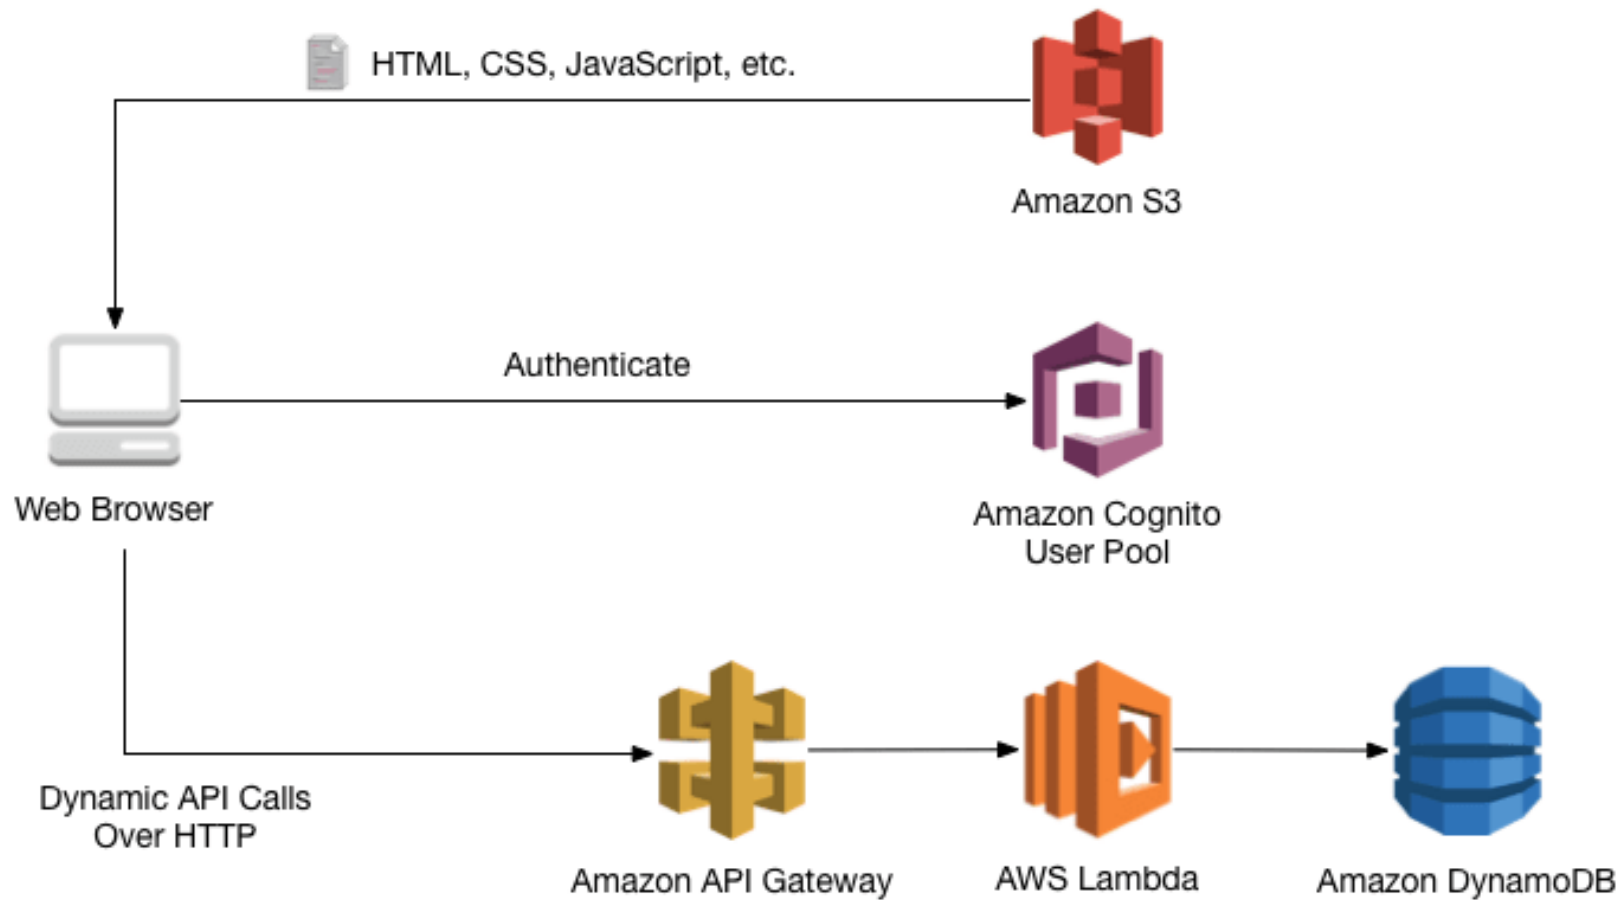 HTML, CSS, JavaScript, etc.
Amazon S3
Authenticate
Web Browser
Amazon Cognito
User Pool
Dynamic API Calls
Over HTTP
Amazon API Gateway
AWS Lambda
Amazon DynamoDB